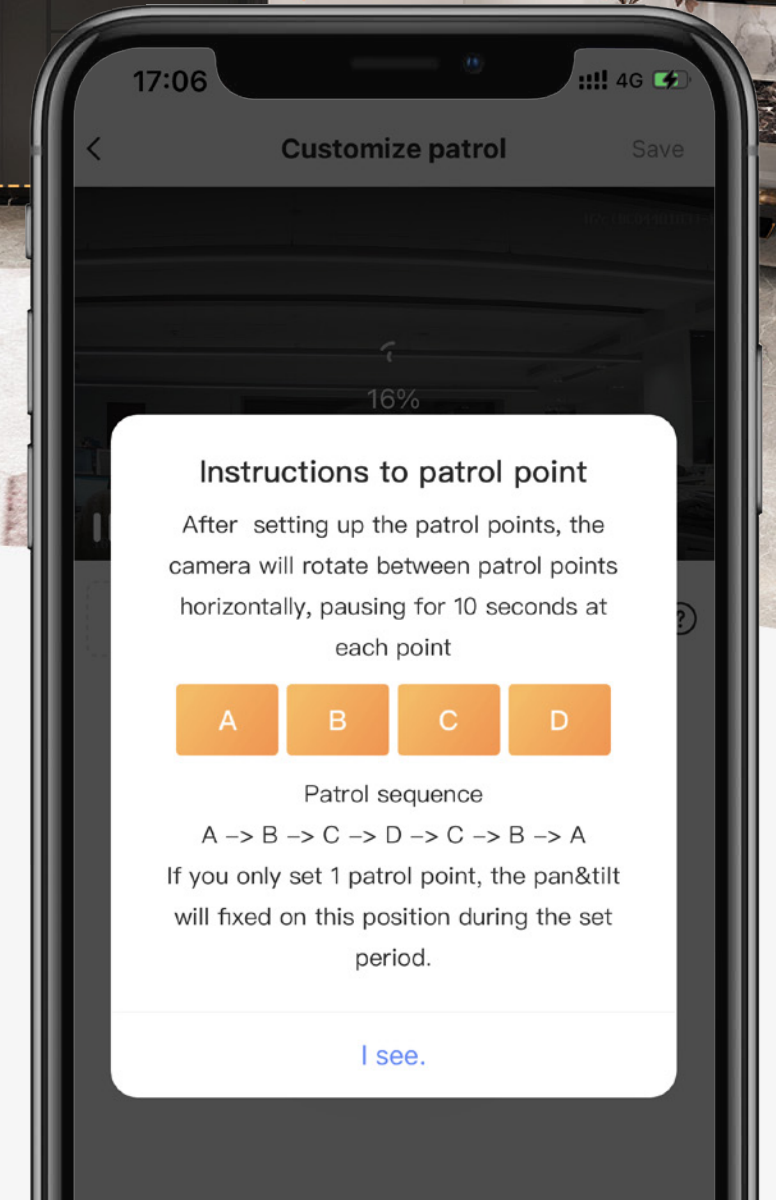 17:06
4G
Customize patrol
Save
16%
Instructions to patrol point
After  setting up the patrol points, the
camera will rotate between patrol points
horizontally, pausing for 10 seconds at
each point
?
A B C D
Patrol sequence
A –> B –> C –> D –> C –> B –> A
If you only set 1 patrol point, the pan&tilt
will fixed on this position during the set
period.
I see.